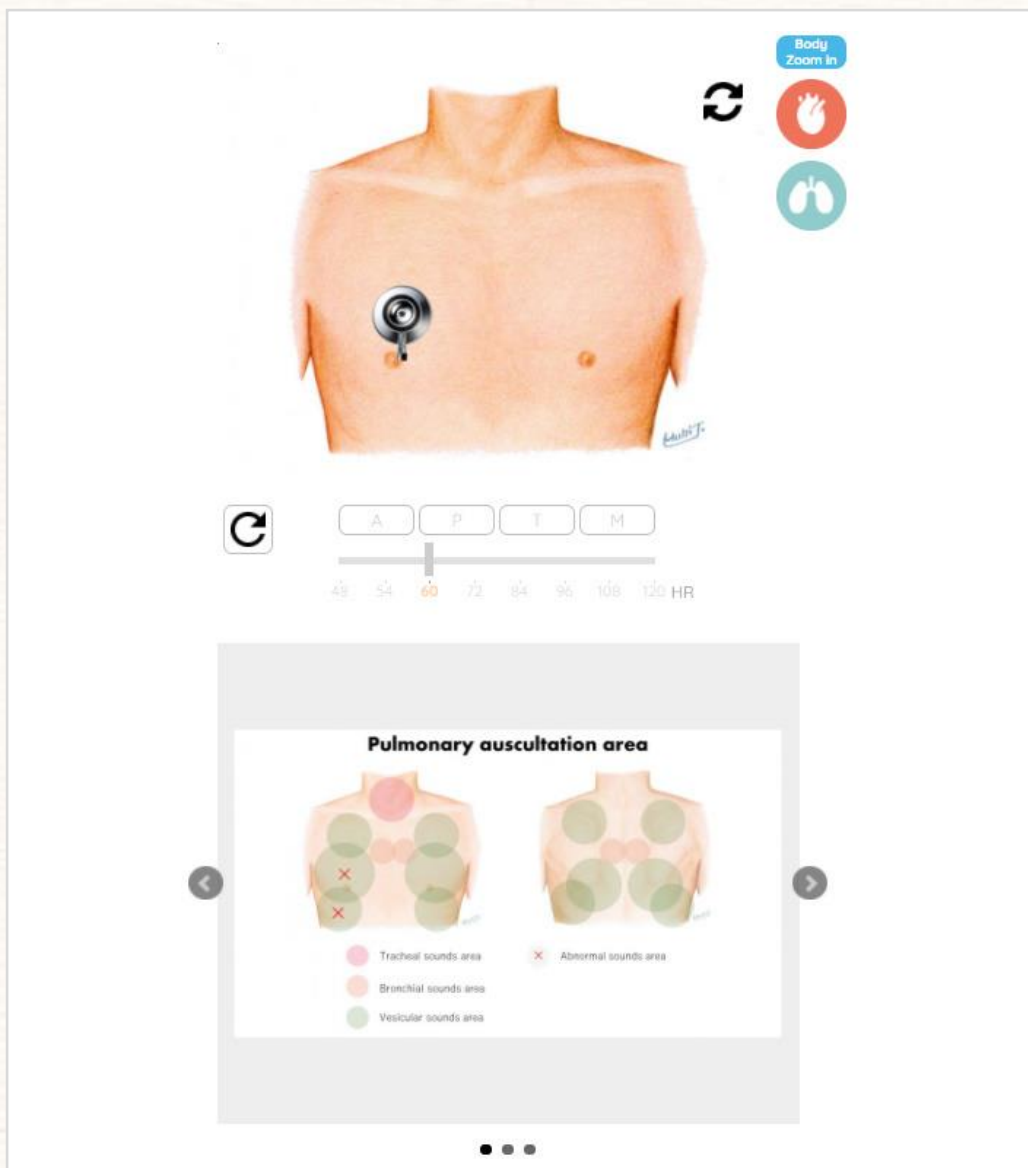 Body
Zoom in
A P T M
48 54 60 72 84 96 108 120 HR
Pulmonary auscultation area
Tracheal sounds area
× Abnormal sounds area
Bronchial sounds area
Vesicular sounds area